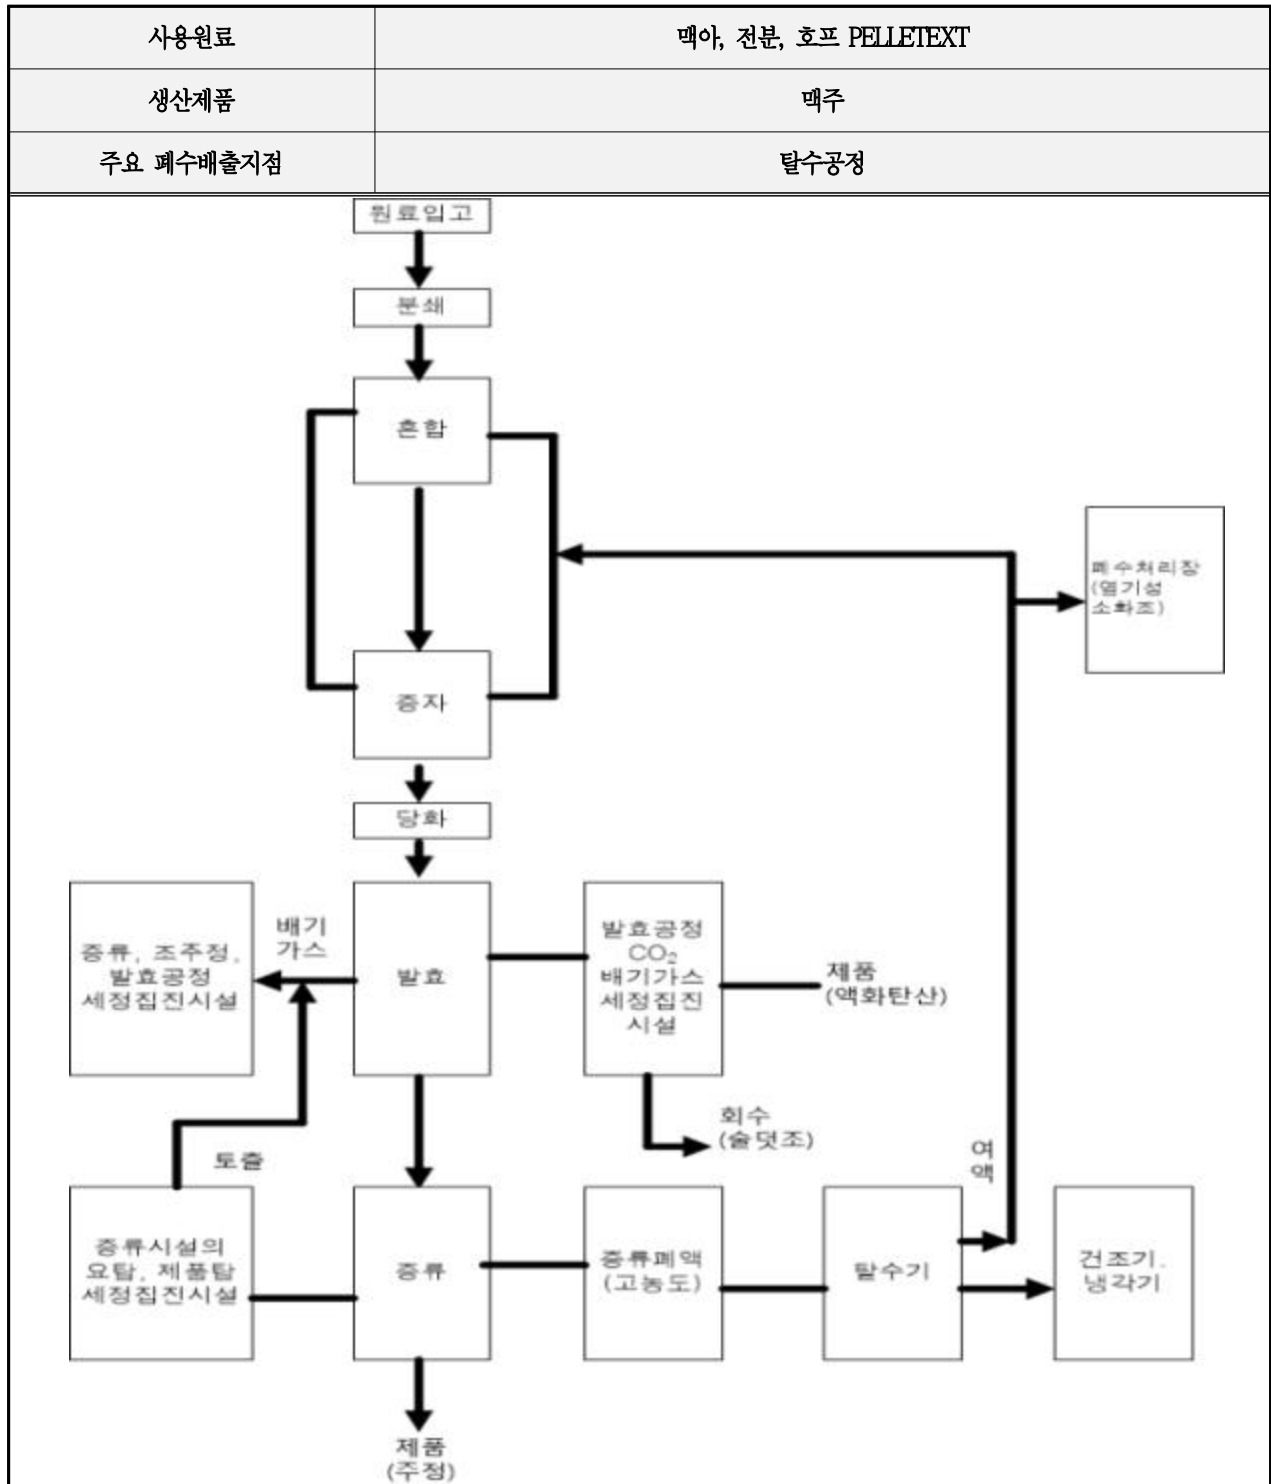 사용원료
맥아, 전분, 호프 PELLETEXT
생산제품
맥주
주요 폐수배출지점
탈수공정
원료입고
분쇄
혼합
폐수처리장
(염기성
소화조)
증자
당화
증류, 조주정,
발효공정
세정집진시설
배기
가스
발효
발효공정
CO₂
배기가스
세정집진
시설
제품
(액화탄산)
회수
(술덧조)
토출
여
액
증류시설의
요탑, 제품탑
세정집진시설
증류
증류폐액
(고농도)
탈수기
건조기.
냉각기
제품
(주정)